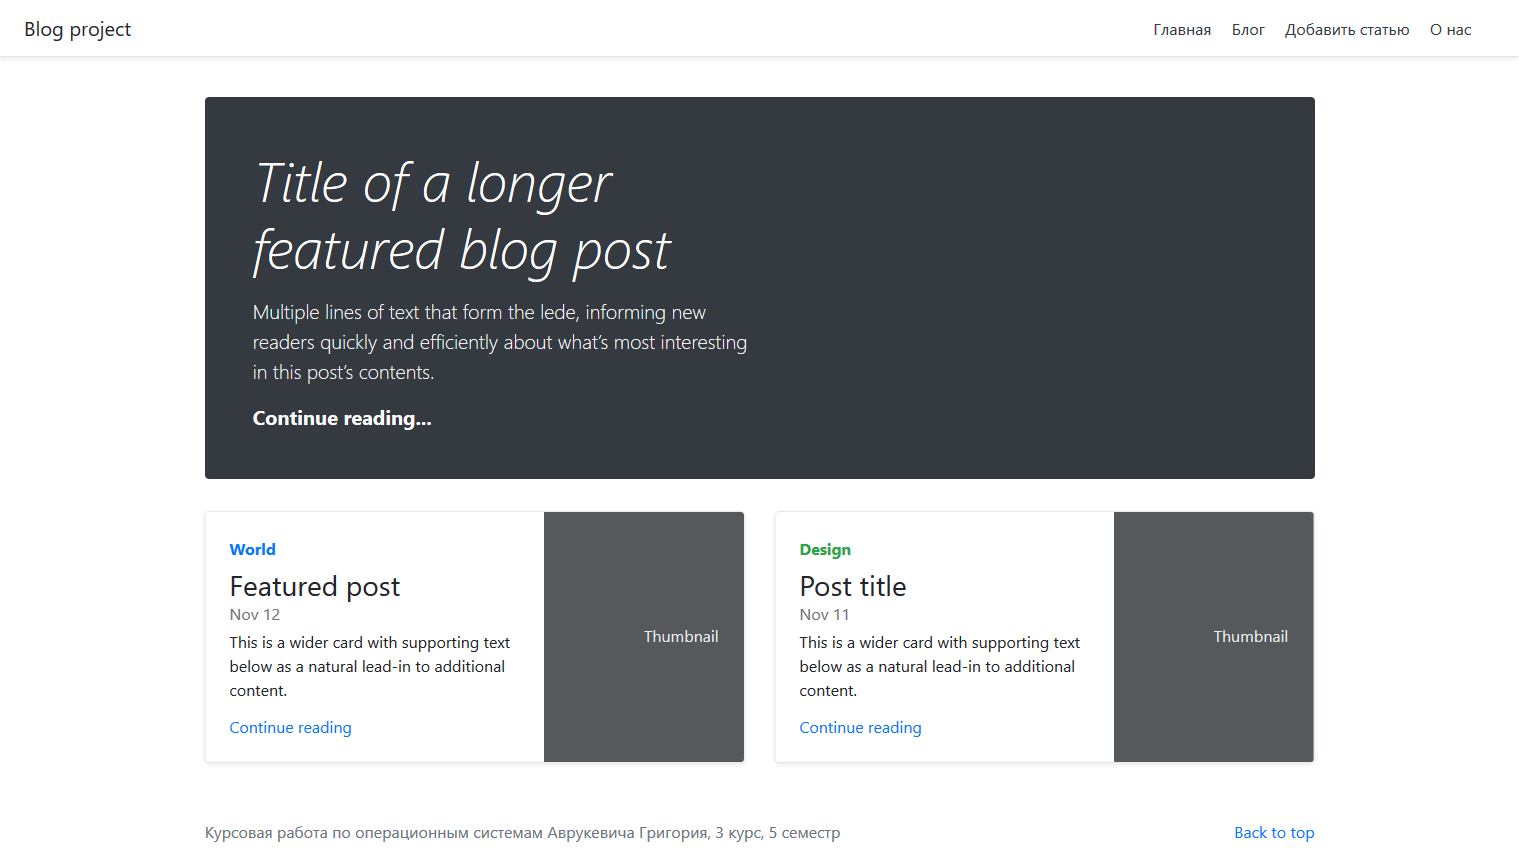 Blog project
Главная Блог Добавить статью О нас
Title of a longer
featured blog post
Multiple lines of text that form the lede, informing new
readers quickly and efficiently about what’s most interesting
in this post’s contents.
Continue reading...
World
Featured post
Nov 12
This is a wider card with supporting text
below as a natural lead-in to additional
content.
Continue reading
Thumbnail
Design
Post title
Nov 11
This is a wider card with supporting text
below as a natural lead-in to additional
content.
Continue reading
Thumbnail
Курсовая работа по операционным системам Аврукевича Григория, 3 курс, 5 семестр
Back to top